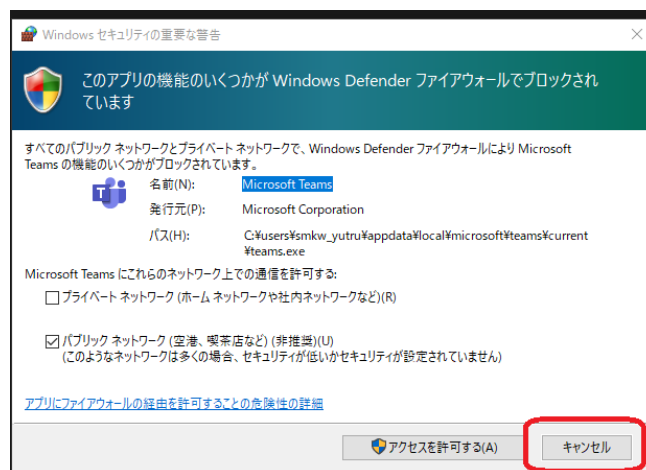 Windows セキュリティの重要な警告
このアプリの機能のいくつかが Windows Defender ファイアウォールでブロックされ
ています
すべてのパブリック ネットワークとプライベート ネットワークで、Windows Defender ファイアウォールにより Microsoft
Teams の機能のいくつかがブロックされています。
名前(N): Microsoft Teams
発行元(P): Microsoft Corporation
パス(H): C:¥users¥smkw_yutru¥appdata¥local¥microsoft¥teams¥current
¥teams.exe
Microsoft Teams にこれらのネットワーク上での通信を許可する:
プライベート ネットワーク (ホーム ネットワークや社内ネットワークなど)(R)
パブリック ネットワーク (空港、喫茶店など) (非推奨)(U)
(このようなネットワークは多くの場合、セキュリティが低いかセキュリティが設定されていません)
アプリにファイアウォールの経由を許可することの危険性の詳細
アクセスを許可する(A) キャンセル